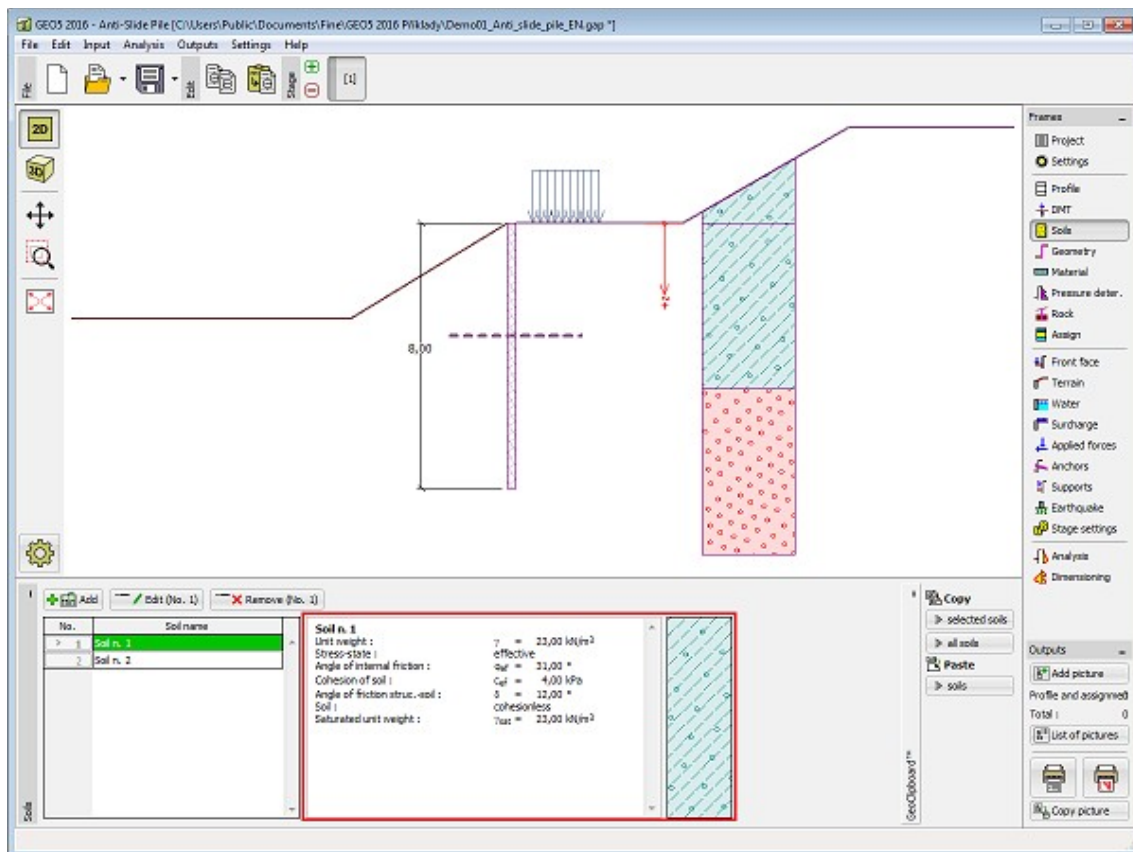 GEO5 2016 - Anti-Slide Pile [C:\Users\Public\Documents\Fine\GEO5 2016 Příklady\Demo01_Anti_slide_pile_EN.gap *]
File Edit Input Analysis Outputs Settings Help
File
Edit
Stage
[1]
2D
3D
8,00
+z
Frames
Project
Settings
Profile
DMT
Soils
Geometry
Material
Pressure deter.
Rock
Assign
Front face
Terrain
Water
Surcharge
Applied forces
Anchors
Supports
Earthquake
Stage settings
Analysis
Dimensioning
Add Edit (No. 1) Remove (No. 1)
No. Soil name
> 1 Soil n. 1
2 Soil n. 2
Soil n. 1
Unit weight : γ = 23,00 kN/m³
Stress-state : effective
Angle of internal friction : φef = 31,00 °
Cohesion of soil : cef = 4,00 kPa
Angle of friction struc.-soil : δ = 12,00 °
Soil : cohesionless
Saturated unit weight : γsat = 23,00 kN/m³
Soils
GeoClipboard™
Copy
selected soils
all soils
Paste
soils
Outputs
Add picture
Profile and assignmed
Total : 0
List of pictures
Copy picture